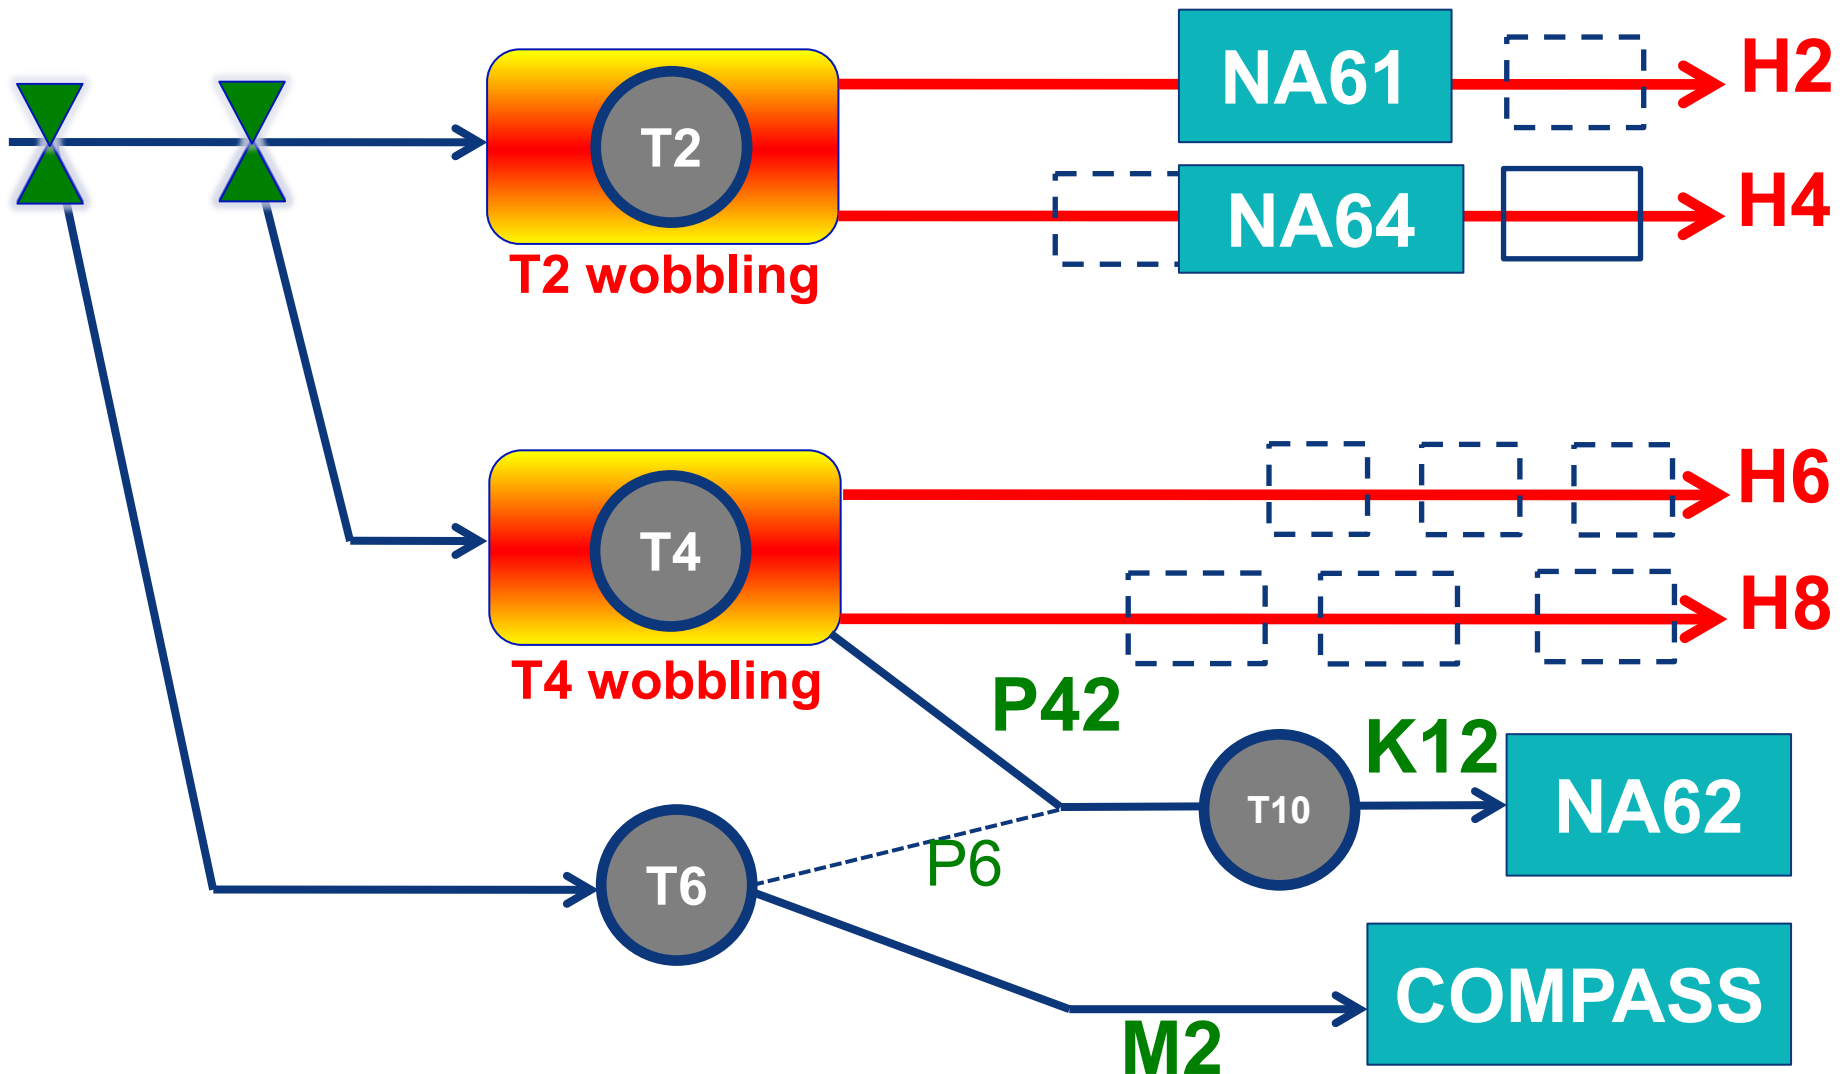 NA61
H2
T2
NA64
H4
T2 wobbling
H6
T4
H8
T4 wobbling
P42
K12
T10
NA62
P6
T6
COMPASS
M2